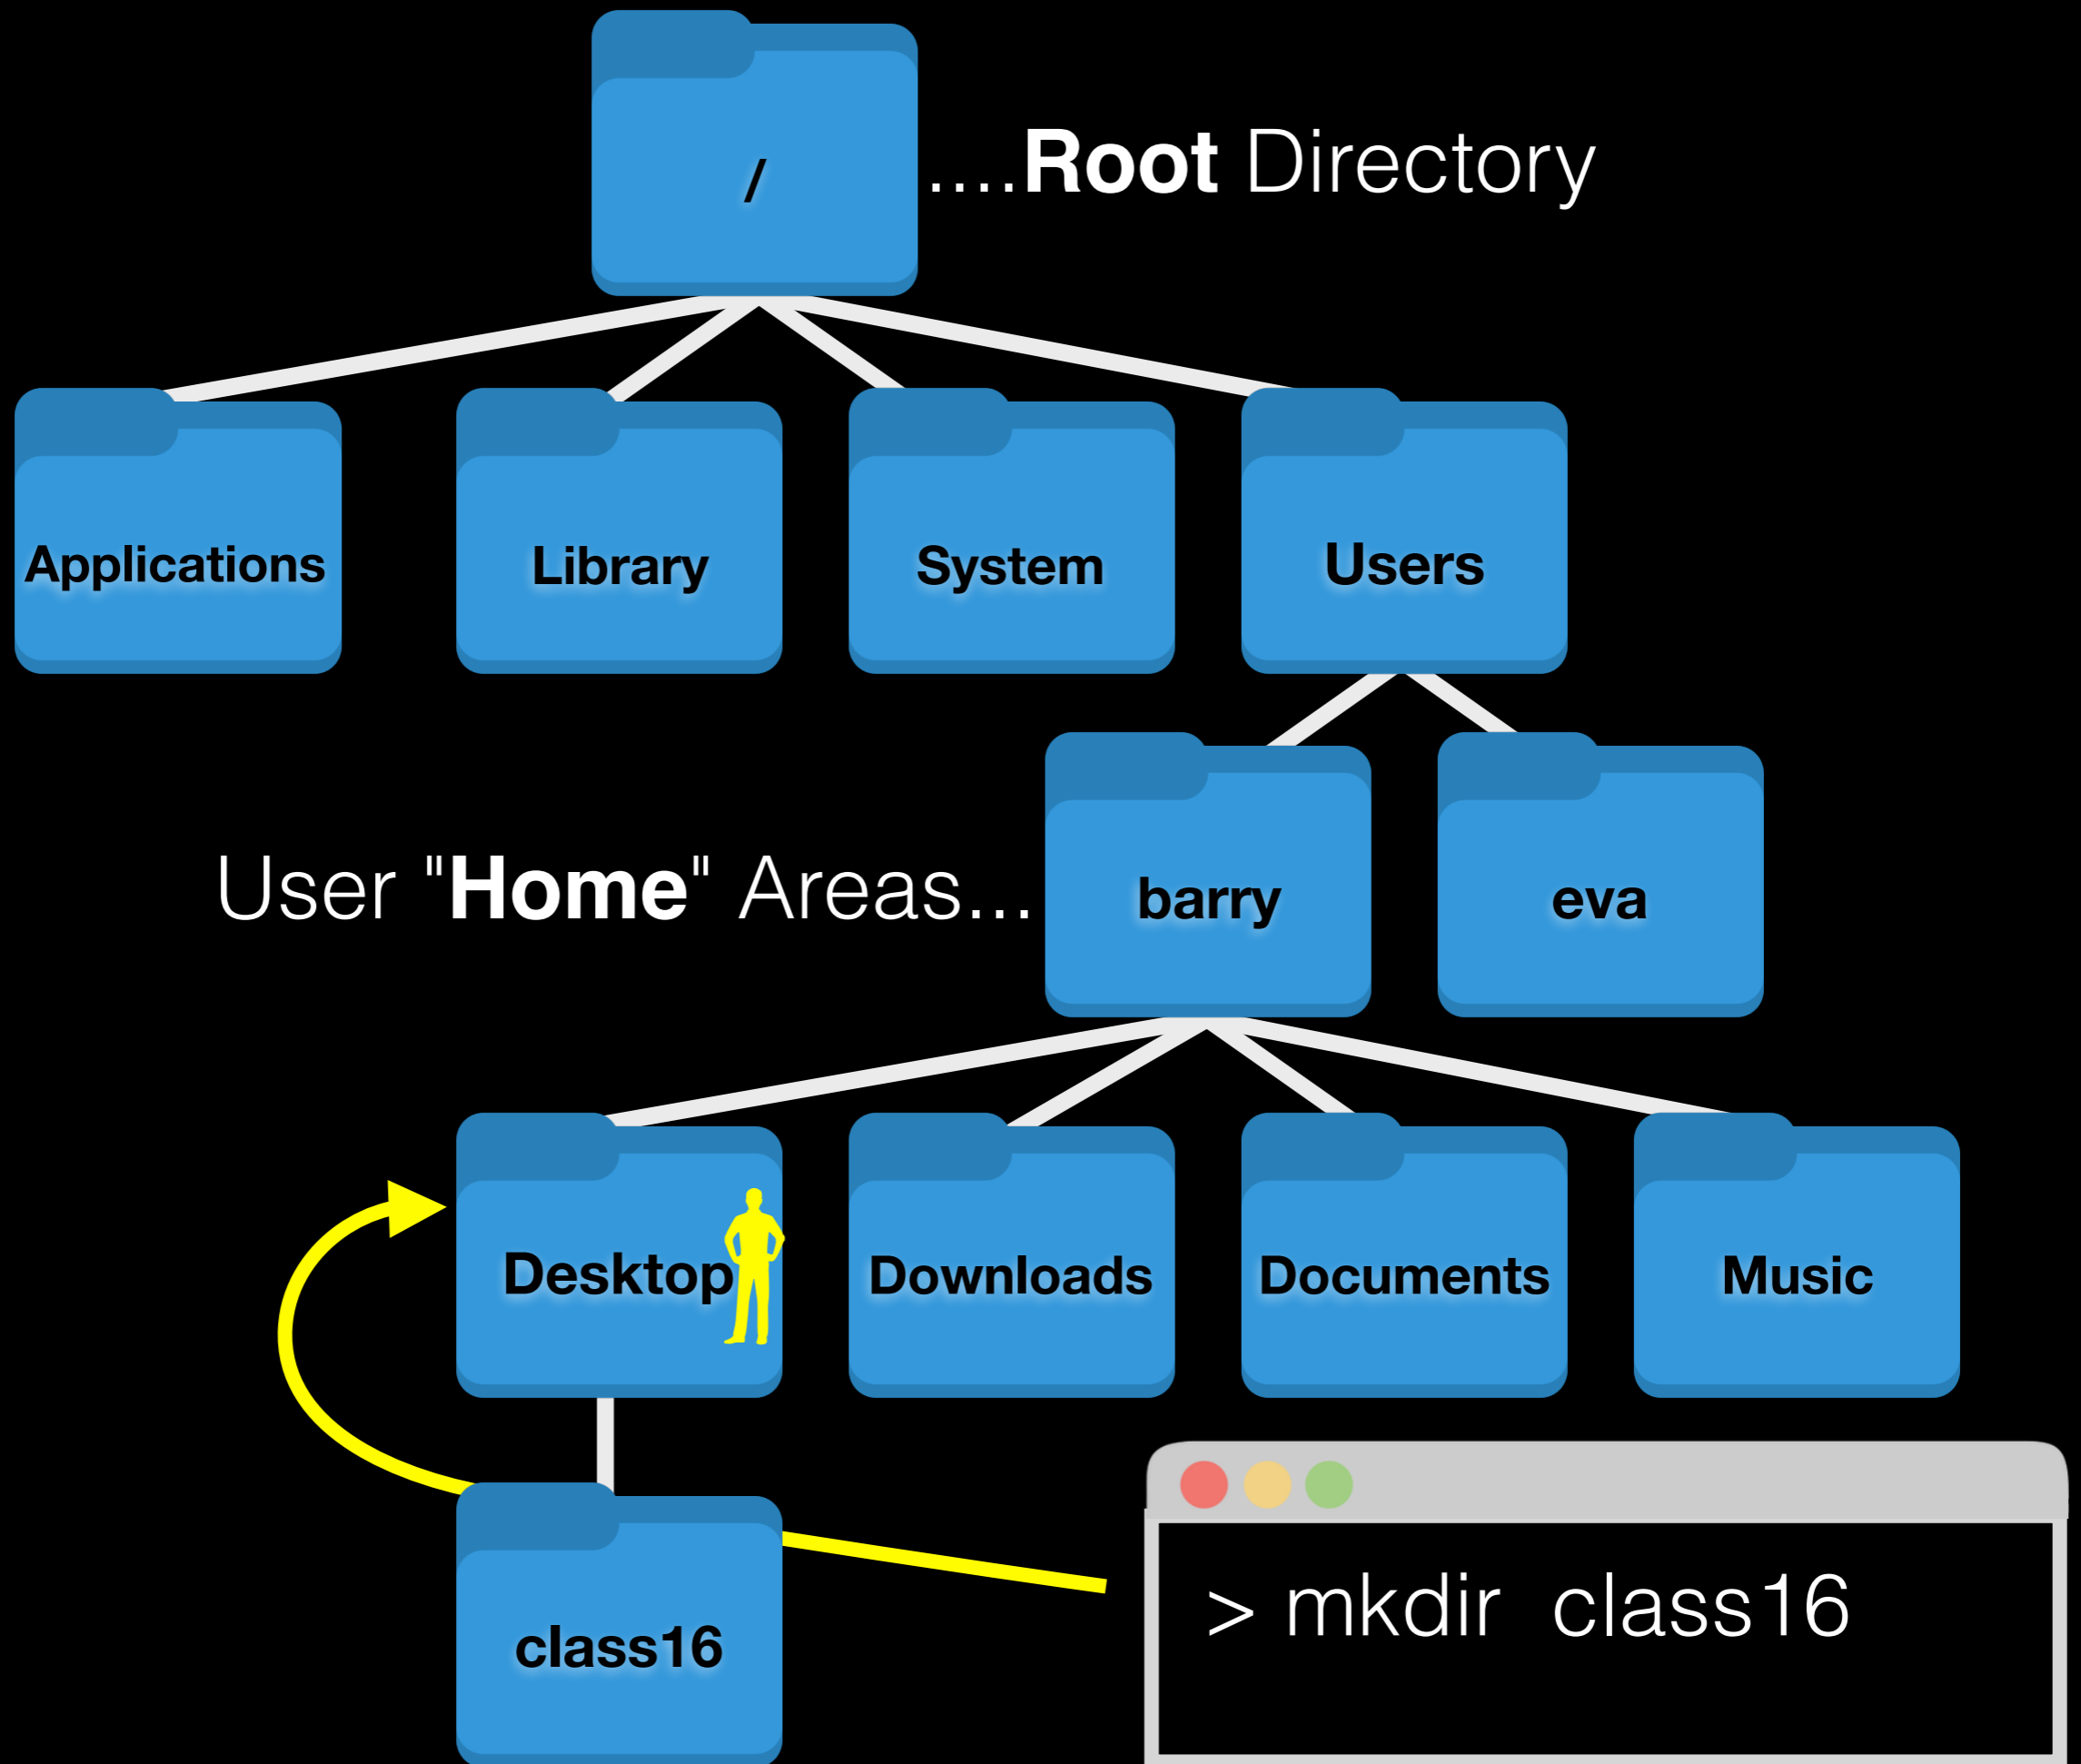 /
....Root Directory
Applications
Library
System
Users
User "Home" Areas...
barry
eva
Desktop
Downloads
Documents
Music
class16
> mkdir class16